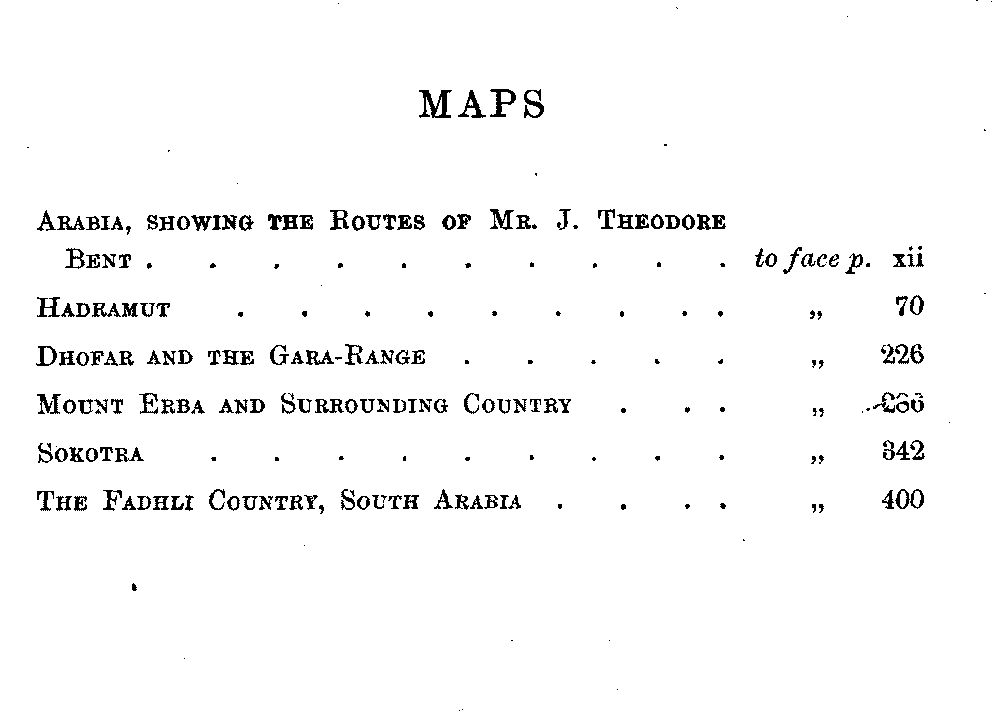 MAPS
ARABIA, SHOWING THE ROUTES OF MR. J. THEODORE
BENT . . . . . . . . . . to face p. xii
HADRAMUT . . . . . . . . . „ 70
DHOFAR AND THE GARA-RANGE . . . . . „ 226
MOUNT ERBA AND SURROUNDING COUNTRY . . . „
SOKOTRA . . . . . . . . . „ 342
THE FADHLI COUNTRY, SOUTH ARABIA . . . . „ 400